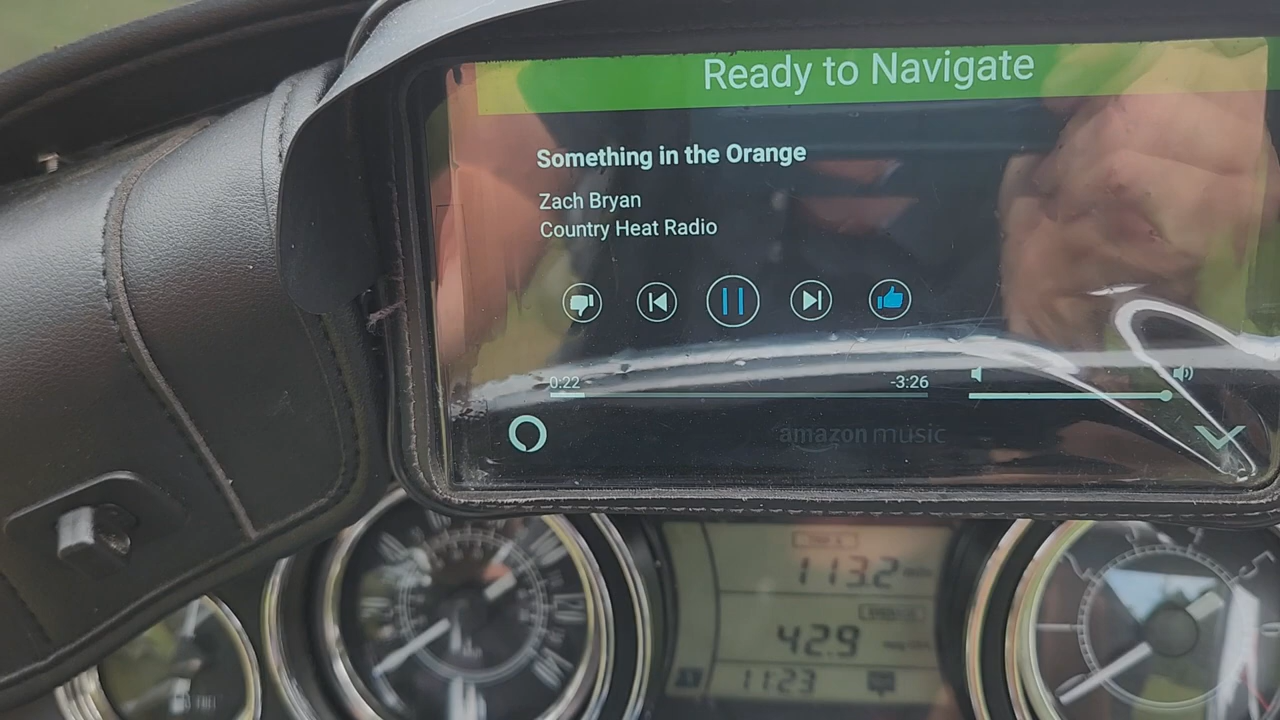 Ready to Navigate
Something in the Orange
Zach Bryan
Country Heat Radio
0:22
-3:26
amazon music
113.2
42.9
11:23
FUEL